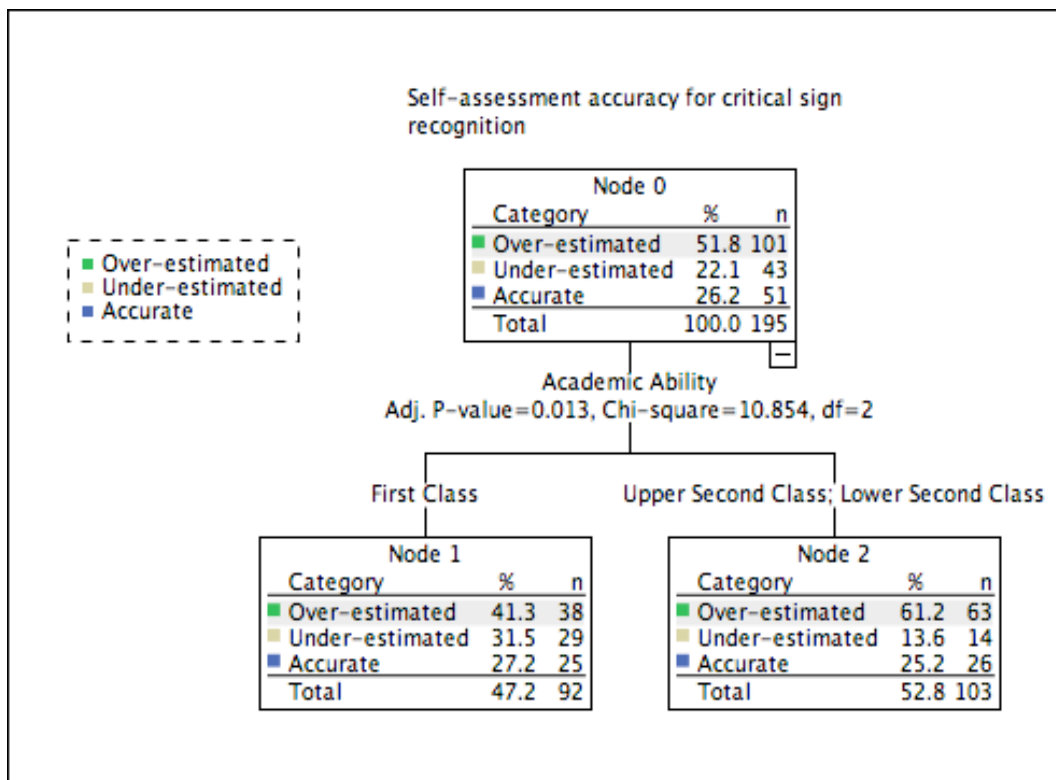 Self-assessment accuracy for critical sign
recognition
Node 0
Category % n
Over-estimated 51.8 101
Under-estimated 22.1 43
Accurate 26.2 51
Total 100.0 195
Over-estimated
Under-estimated
Accurate
Academic Ability
Adj. P-value=0.013, Chi-square=10.854, df=2
First Class
Upper Second Class; Lower Second Class
Node 1
Category % n
Over-estimated 41.3 38
Under-estimated 31.5 29
Accurate 27.2 25
Total 47.2 92
Node 2
Category % n
Over-estimated 61.2 63
Under-estimated 13.6 14
Accurate 25.2 26
Total 52.8 103